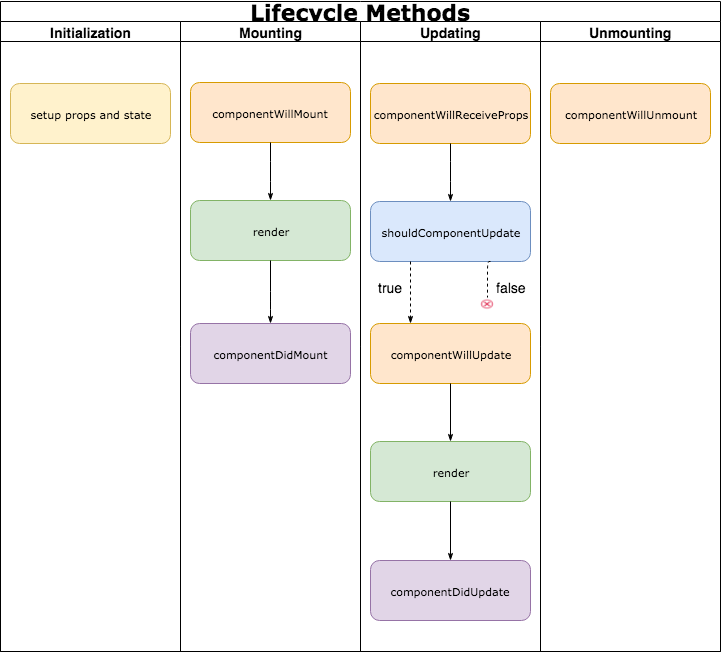 Lifecycle Methods
Initialization
Mounting
Updating
Unmounting
setup props and state
componentWillMount
render
componentDidMount
componentWillReceiveProps
shouldComponentUpdate
true
false
componentWillUpdate
render
componentDidUpdate
componentWillUnmount